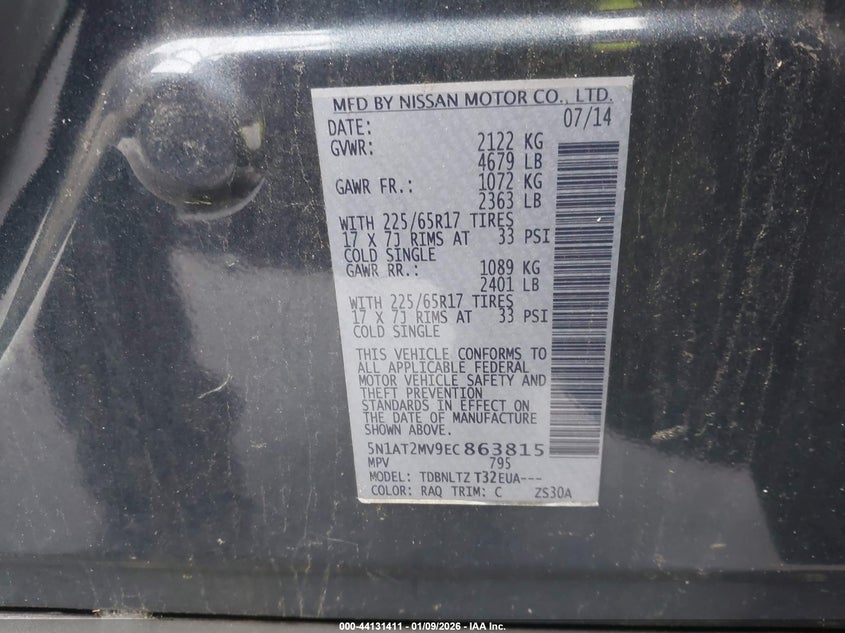 MFD BY NISSAN MOTOR CO., LTD.
DATE: 07/14
GVWR: 2122 KG
4679 LB
GAWR FR.: 1072 KG
2363 LB
WITH 225/65R17 TIRES
17 X 7J RIMS AT 33 PSI
COLD SINGLE
GAWR RR.: 1089 KG
2401 LB
WITH 225/65R17 TIRES
17 X 7J RIMS AT 33 PSI
COLD SINGLE
THIS VEHICLE CONFORMS TO
ALL APPLICABLE FEDERAL
MOTOR VEHICLE SAFETY AND
THEFT PREVENTION
STANDARDS IN EFFECT ON
THE DATE OF MANUFACTURE
SHOWN ABOVE.
5N1AT2MV9EC 863815
MPV 795
MODEL: TDBNLTZ T32EUA---
COLOR: RAQ TRIM: C ZS30A
000-44131411 - 01/09/2026 - IAA Inc.